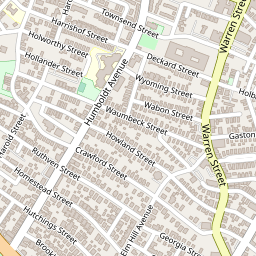 Townsend Street
Harnshof Street
Holworthy Street
Hollander Street
Humboldt Avenue
Deckard Street
Warren Street
Wyoming Street
Wabon Street
Waumbeck Street
Warren Street
Gaston
Howland Street
Harold Street
Ruthven Street
Crawford Street
Homestead Street
Hutchings Street
Elm Hill Avenue
Georgia Street